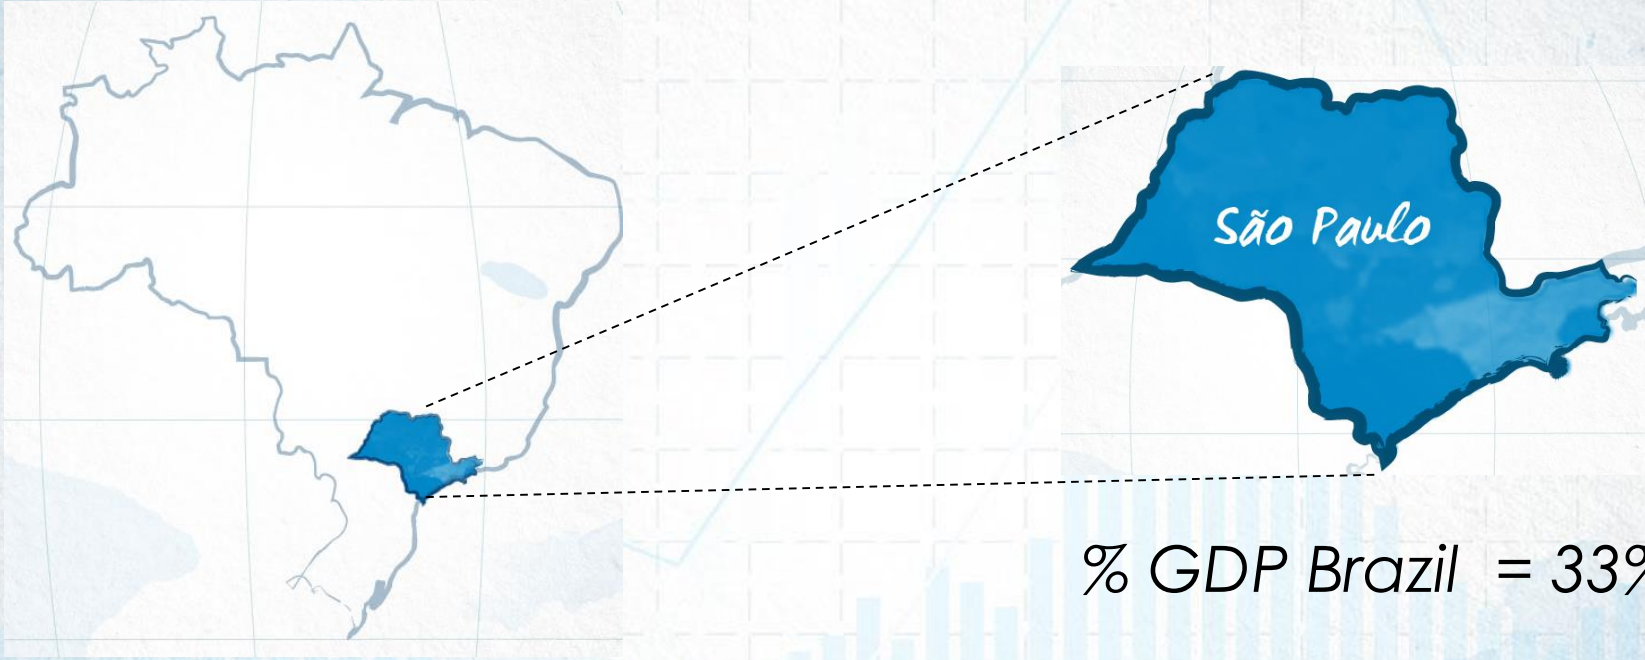 São Paulo
% GDP Brazil = 33%